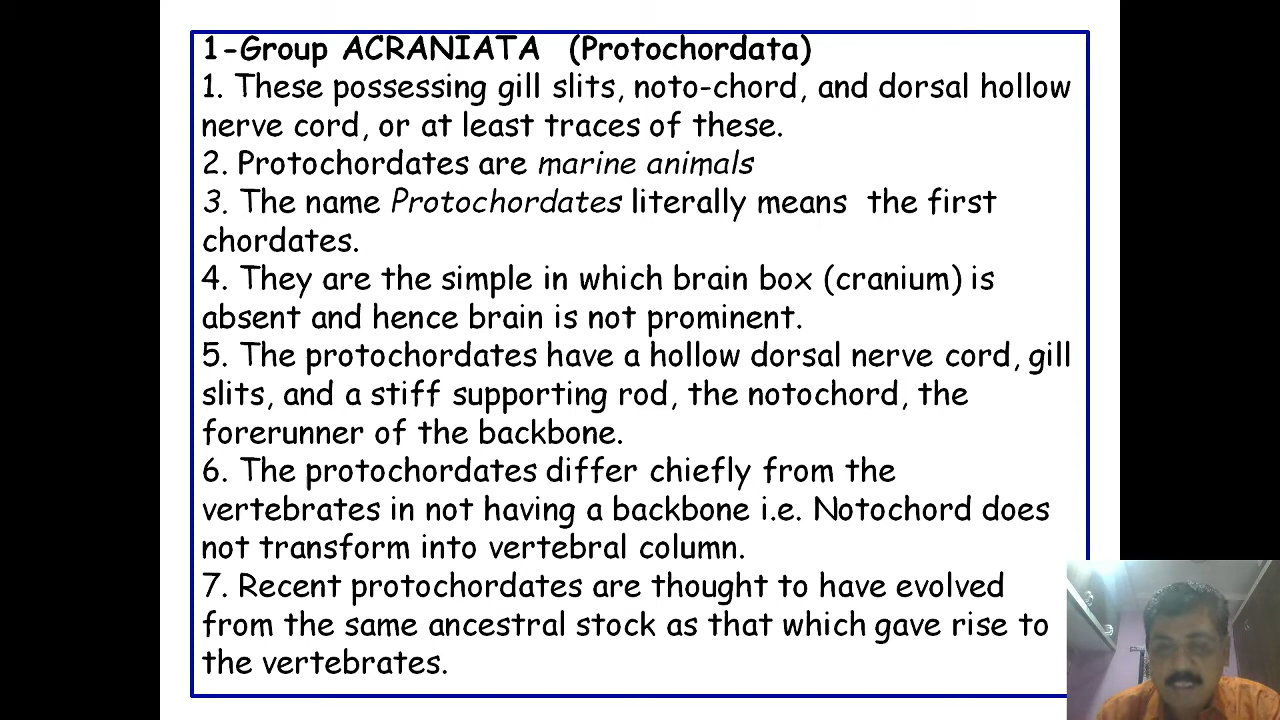 1-Group ACRANIATA (Protochordata)
1. These possessing gill slits, noto-chord, and dorsal hollow
nerve cord, or at least traces of these.
2. Protochordates are marine animals
3. The name Protochordates literally means the first
chordates.
4. They are the simple in which brain box (cranium) is
absent and hence brain is not prominent.
5. The protochordates have a hollow dorsal nerve cord, gill
slits, and a stiff supporting rod, the notochord, the
forerunner of the backbone.
6. The protochordates differ chiefly from the
vertebrates in not having a backbone i.e. Notochord does
not transform into vertebral column.
7. Recent protochordates are thought to have evolved
from the same ancestral stock as that which gave rise to
the vertebrates.